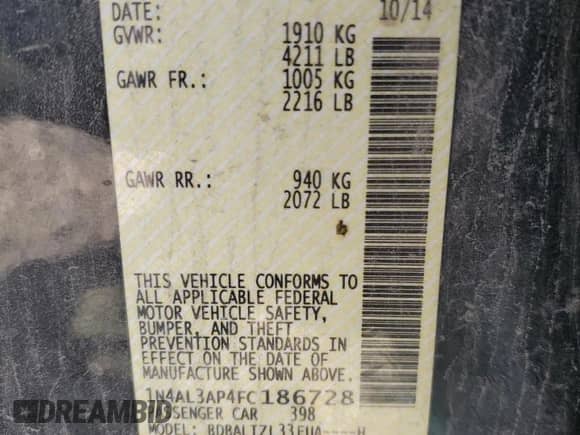 DATE: 10/14
GVWR: 1910 KG
4211 LB
GAWR FR.: 1005 KG
2216 LB
GAWR RR.: 940 KG
2072 LB
THIS VEHICLE CONFORMS TO
ALL APPLICABLE FEDERAL
MOTOR VEHICLE SAFETY,
BUMPER, AND THEFT
PREVENTION STANDARDS IN
EFFECT ON THE DATE OF
MANUFACTURE SHOWN ABOVE.
1N4AL3AP4FC186728
PASSENGER CAR 398
MODEL:
DREAMBID